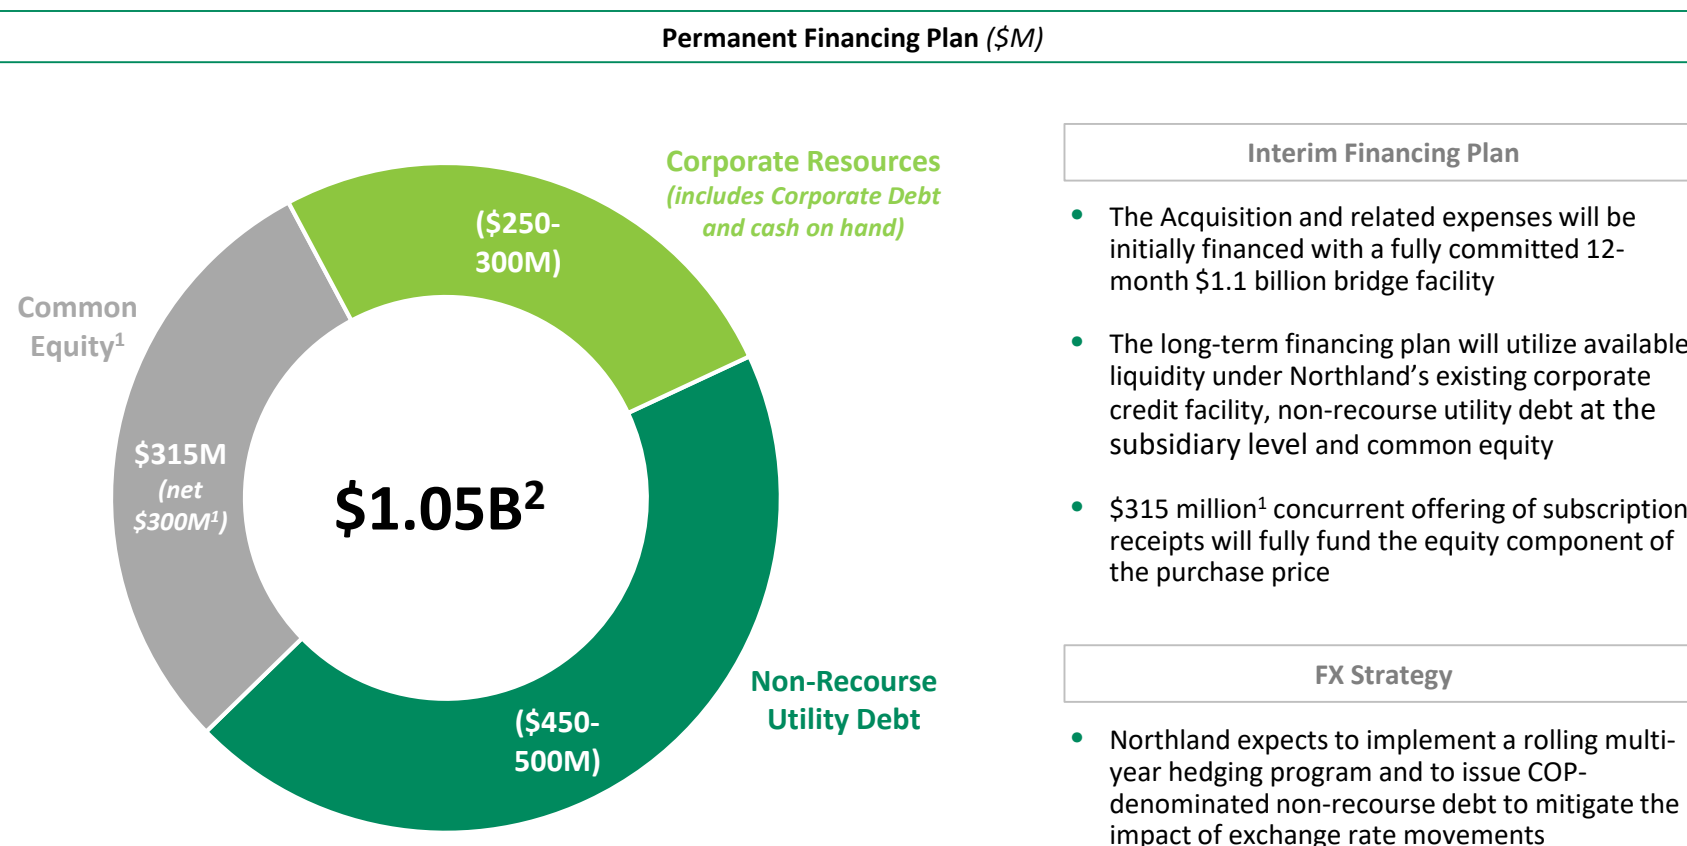 Permanent Financing Plan ($M)
Corporate Resources
(includes Corporate Debt
and cash on hand)
($250-
300M)
Common
Equity1
$315M
(net
$300M1)
$1.05B2
Non-Recourse
Utility Debt
($450-
500M)
Interim Financing Plan
• The Acquisition and related expenses will be
initially financed with a fully committed 12-
month $1.1 billion bridge facility
• The long-term financing plan will utilize available
liquidity under Northland’s existing corporate
credit facility, non-recourse utility debt at the
subsidiary level and common equity
• $315 million1 concurrent offering of subscription
receipts will fully fund the equity component of
the purchase price
FX Strategy
• Northland expects to implement a rolling multi-
year hedging program and to issue COP-
denominated non-recourse debt to mitigate the
impact of exchange rate movements